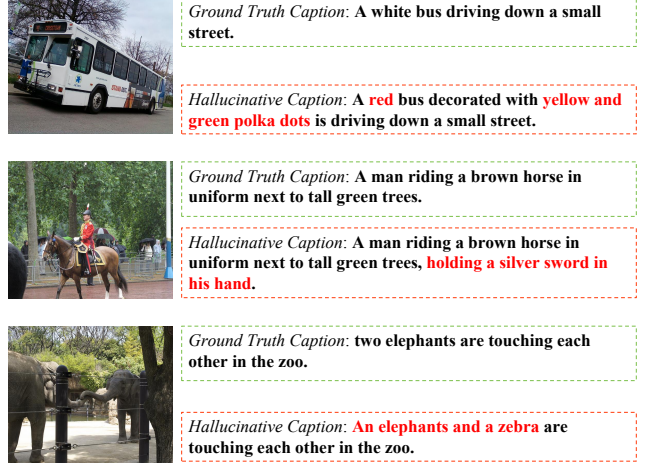 Ground Truth Caption: A white bus driving down a small
street.
Hallucinative Caption: A red bus decorated with yellow and
green polka dots is driving down a small street.
Ground Truth Caption: A man riding a brown horse in
uniform next to tall green trees.
Hallucinative Caption: A man riding a brown horse in
uniform next to tall green trees, holding a silver sword in
his hand.
Ground Truth Caption: two elephants are touching each
other in the zoo.
Hallucinative Caption: An elephants and a zebra are
touching each other in the zoo.